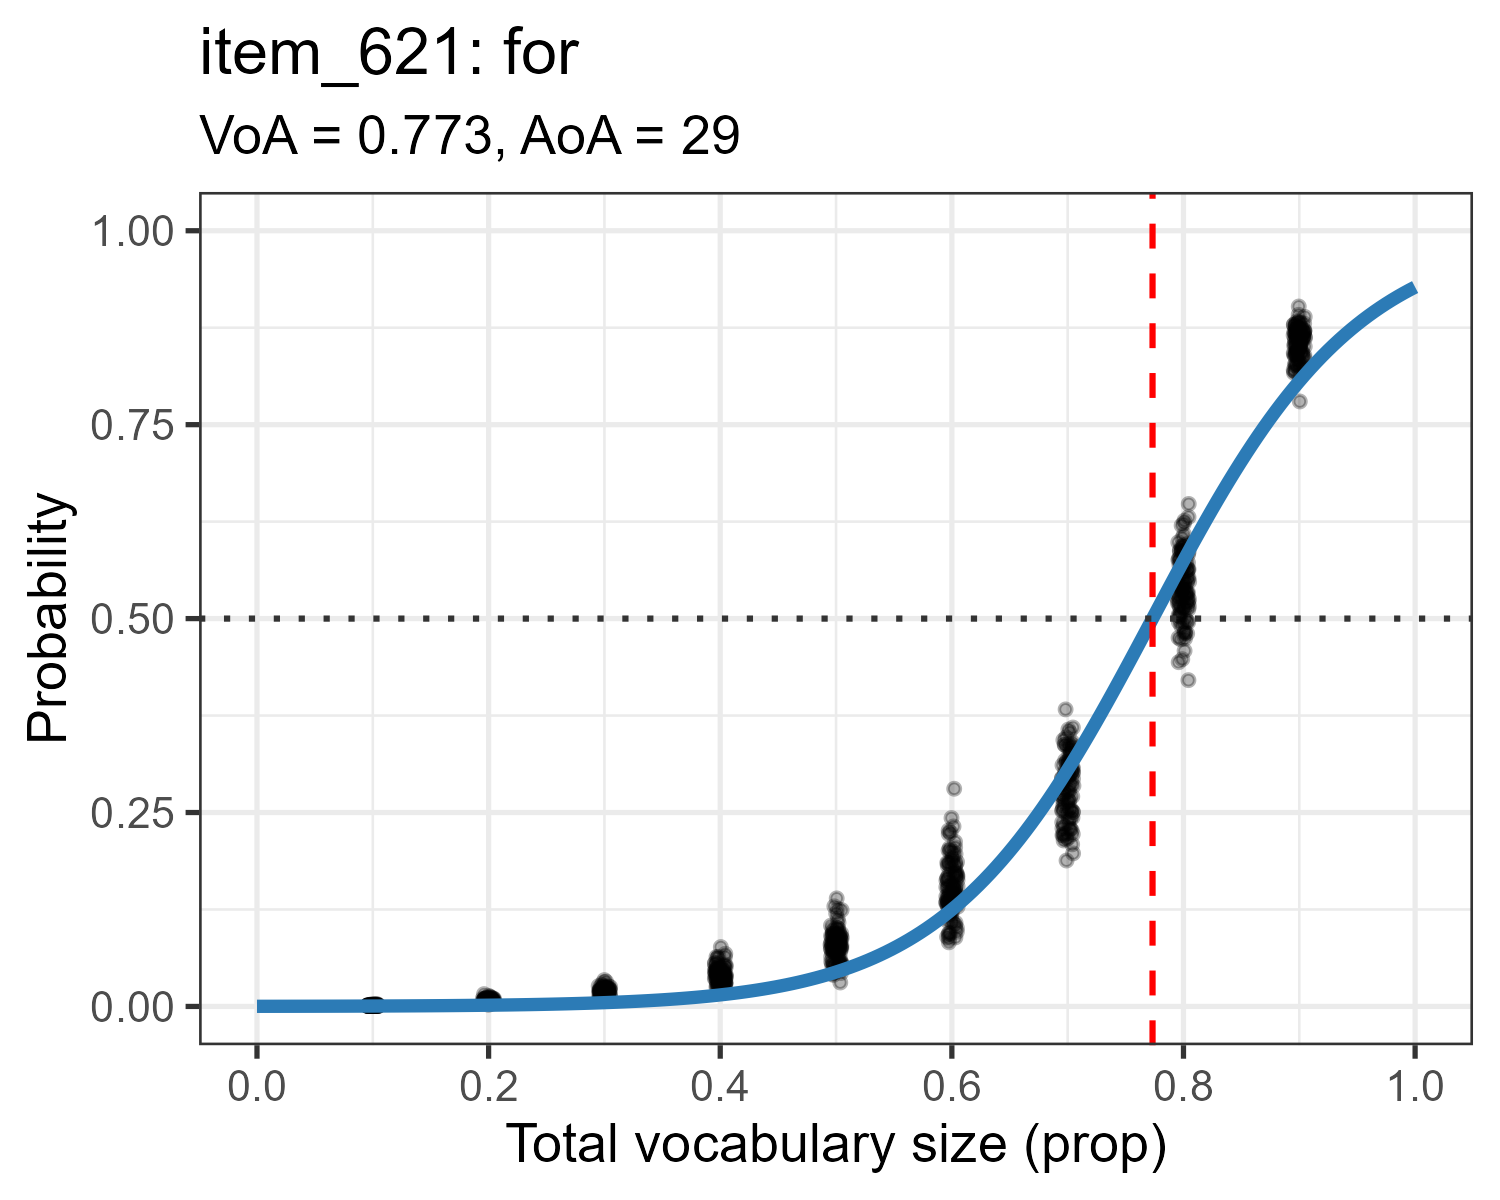 item_621: for
VoA = 0.773, AoA = 29
1.00
0.75
0.50
0.25
0.00
Probability
0.0 0.2 0.4 0.6 0.8 1.0
Total vocabulary size (prop)